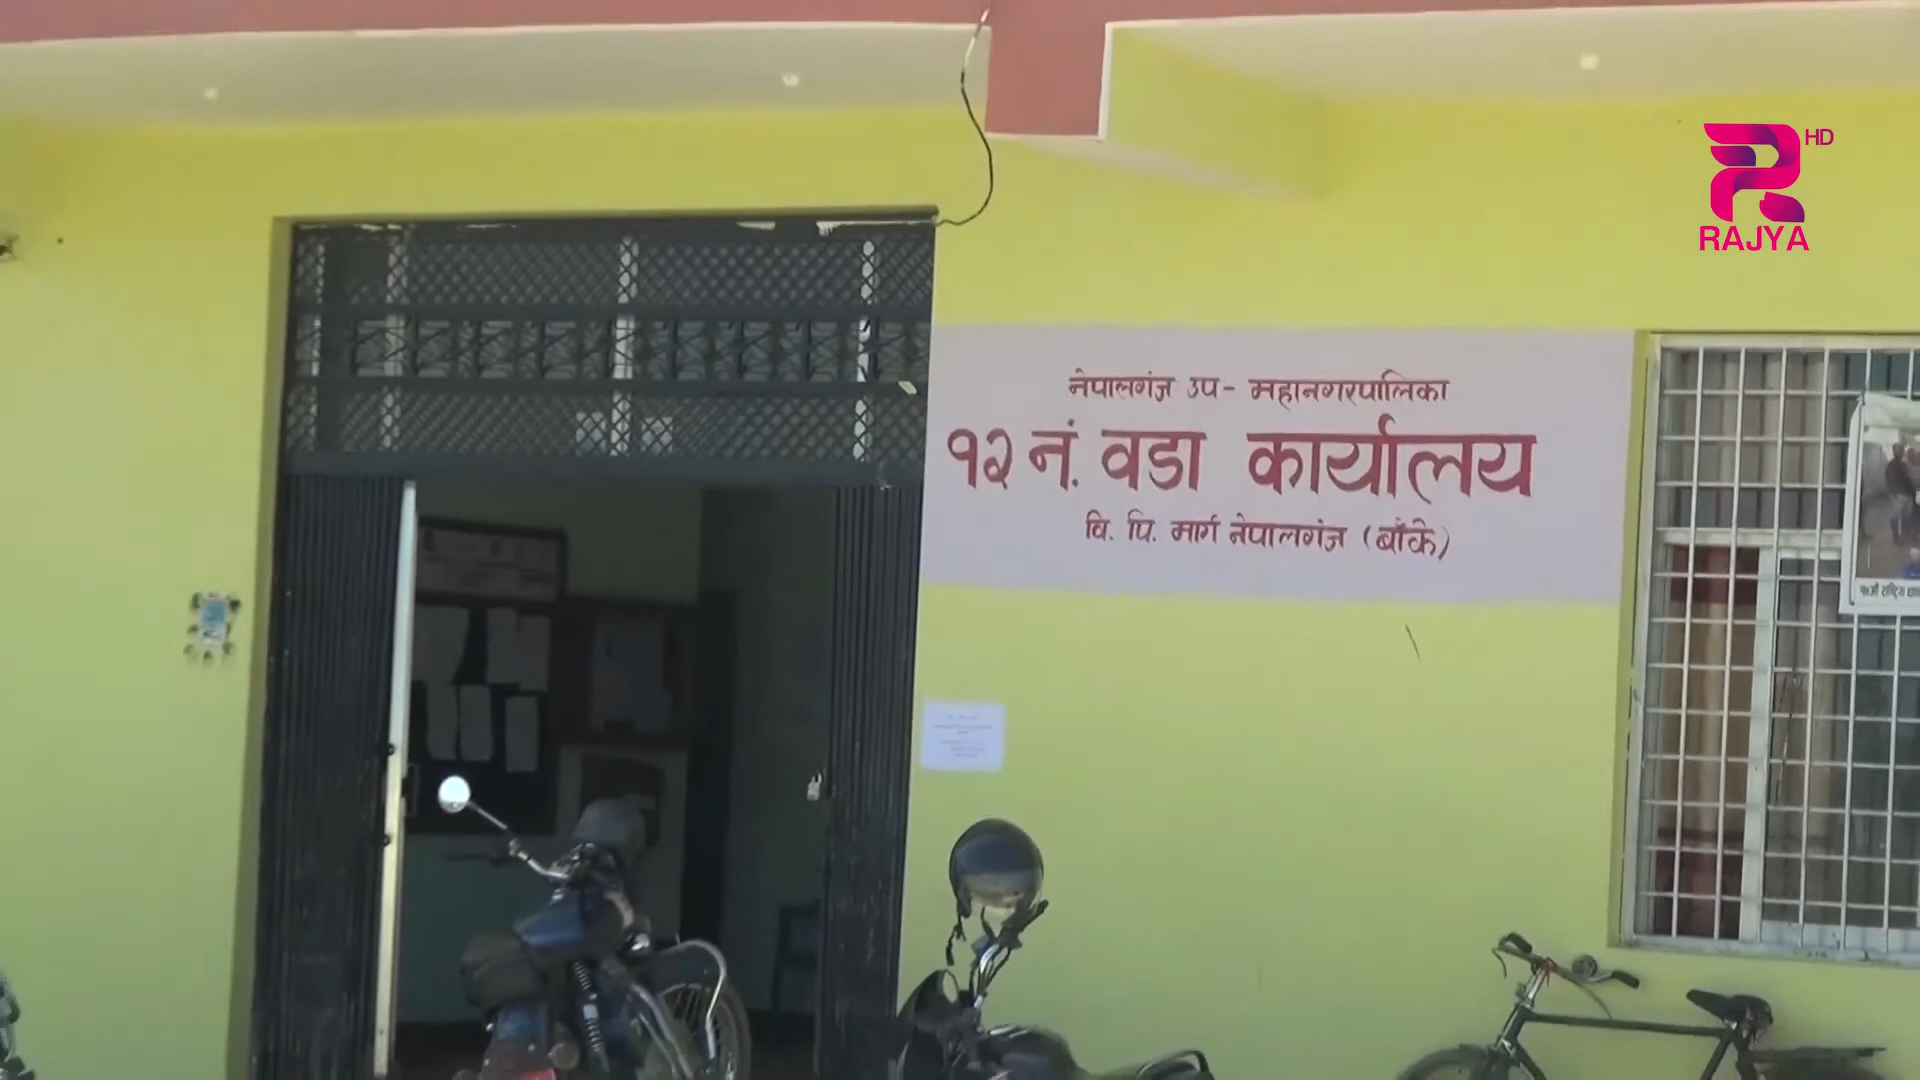 HD
RAJYA
नेपालगंज उप- महानगरपालिका
१२ नं. वडा कार्यालय
वि. पि. मार्ग नेपालगंज (बाँके)